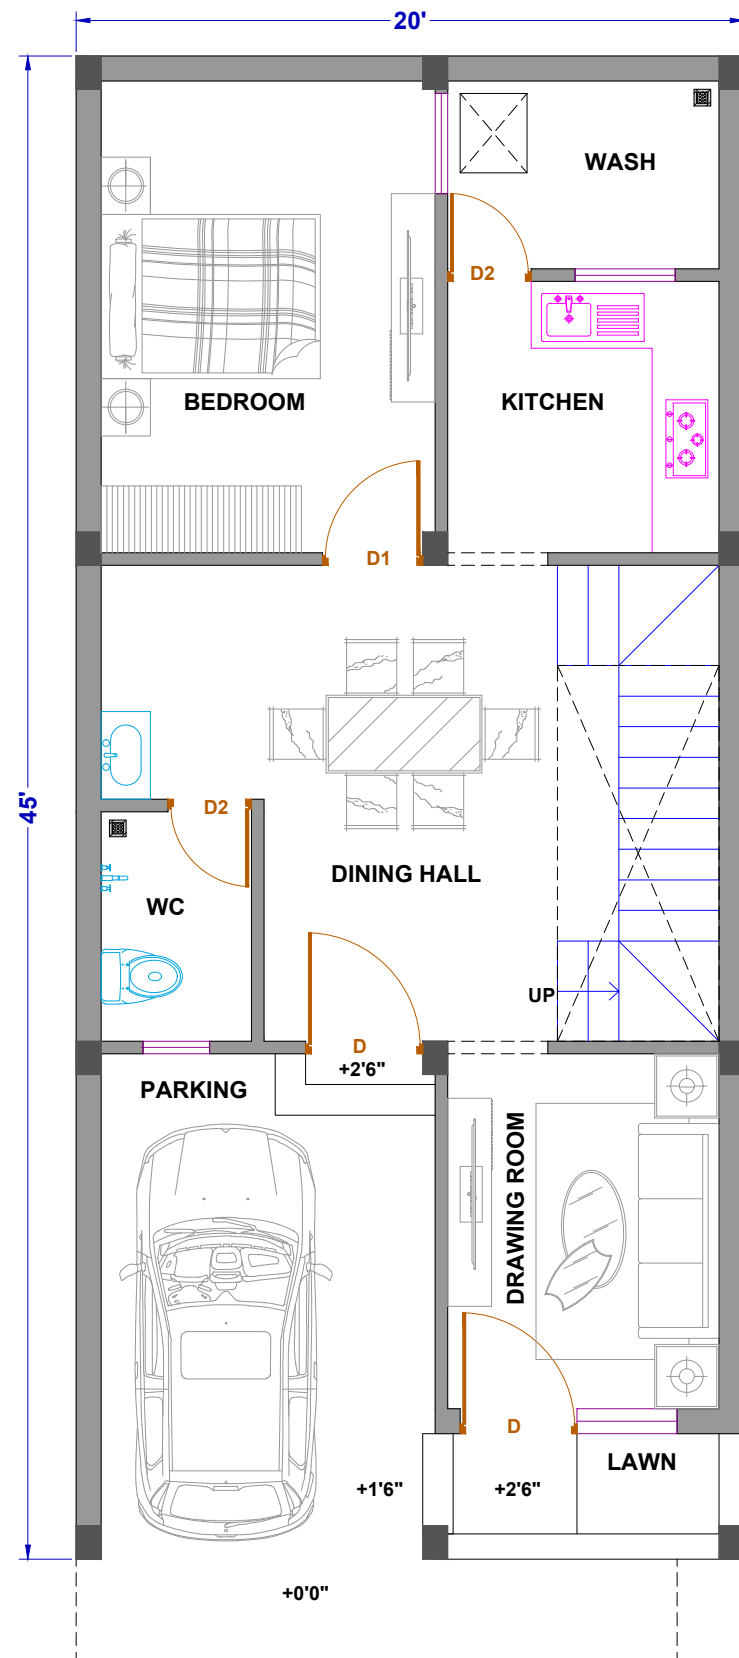 20'
WASH
D2
BEDROOM
KITCHEN
D1
45'
D2
DINING HALL
WC
UP
D
+2'6"
PARKING
DRAWING ROOM
D
LAWN
+1'6"
+2'6"
+0'0"